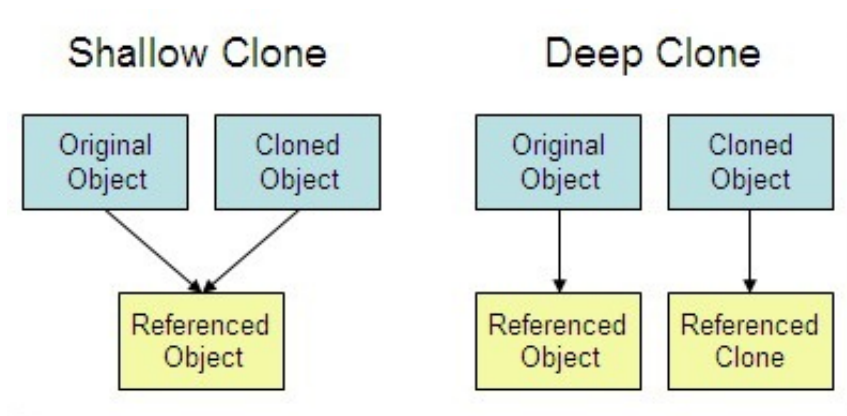 Shallow Clone
Deep Clone
Original
Object
Cloned
Object
Original
Object
Cloned
Object
Referenced
Object
Referenced
Object
Referenced
Clone